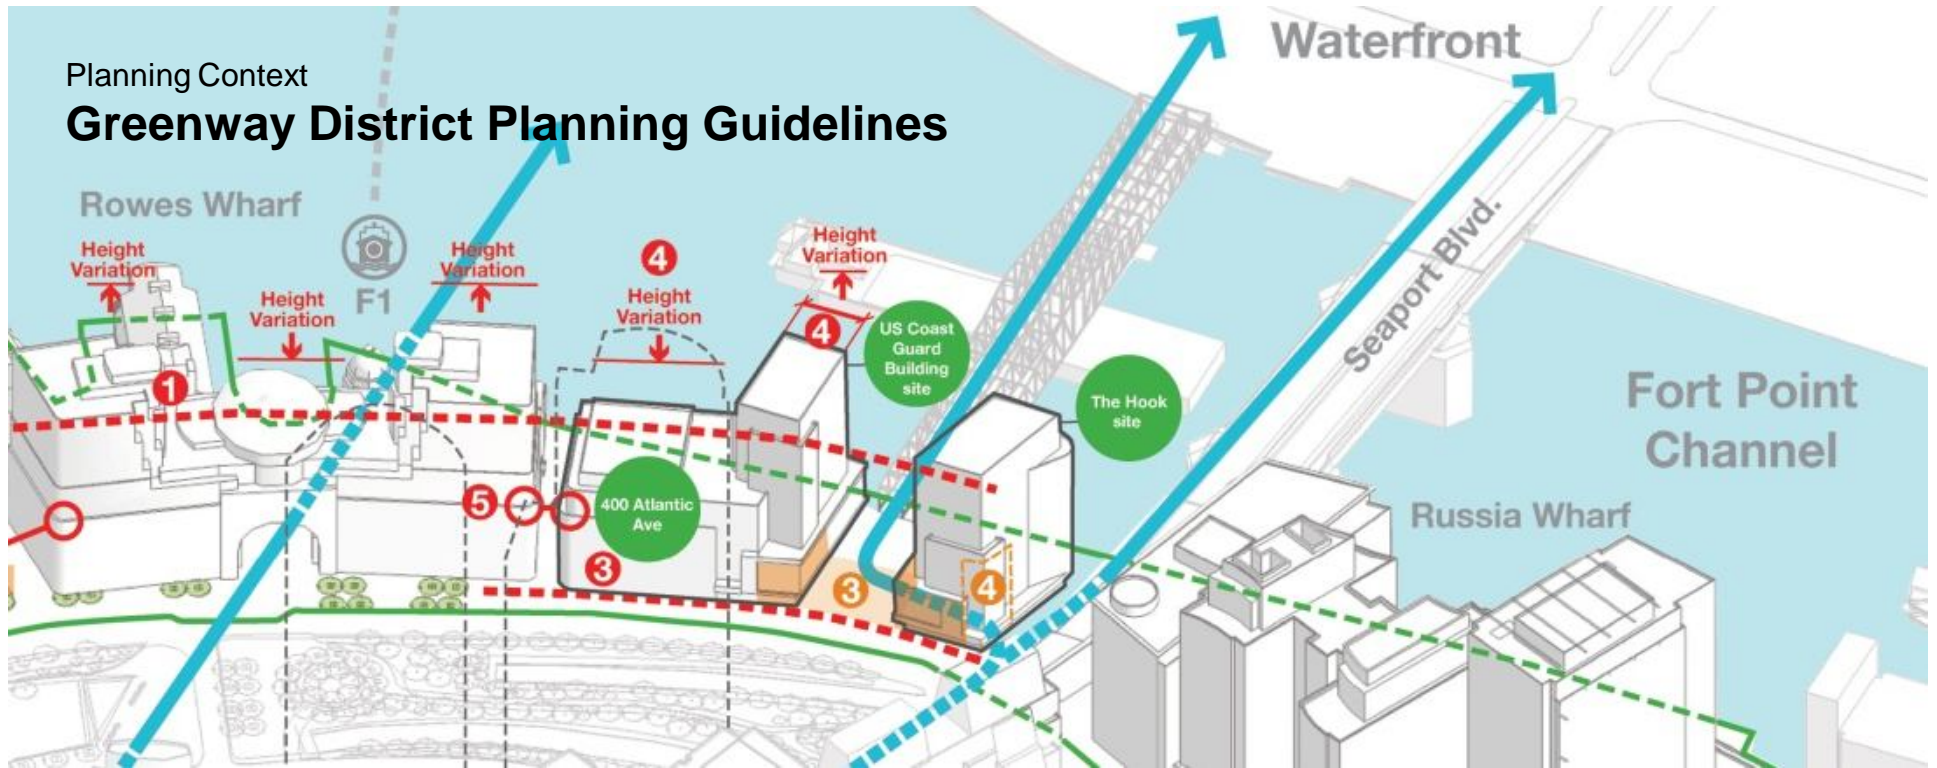 Planning Context
Greenway District Planning Guidelines
Waterfront
Rowes Wharf
Height
Variation
F1
Height
Variation
Height
Variation
4
Height
Variation
Height
Variation
4
US Coast
Guard
Building
site
The Hook
site
Seaport Blvd.
Fort Point
Channel
Russia Wharf
1
5
400 Atlantic
Ave
3
3
4